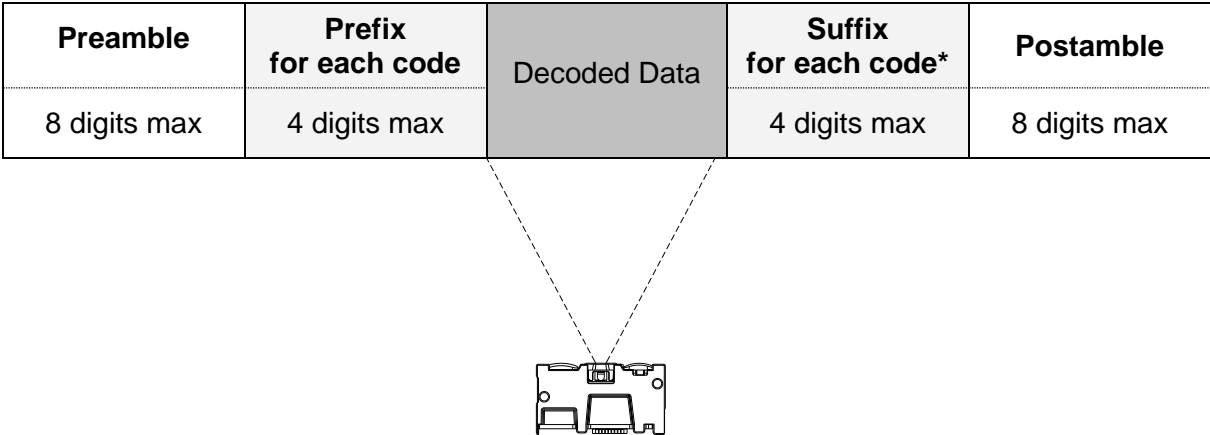 Preamble
Prefix
for each code
Decoded Data
Suffix
for each code*
Postamble
8 digits max
4 digits max
4 digits max
8 digits max